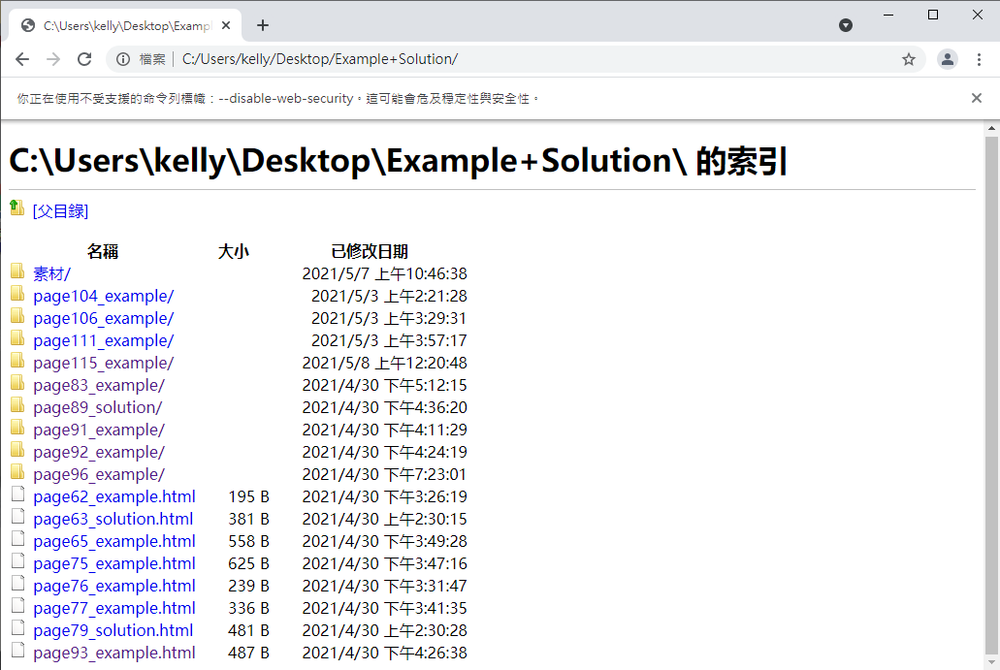 C:\Users\kelly\Desktop\Examp
檔案 | C:/Users/kelly/Desktop/Example+Solution/
你正在使用不受支援的命令列標幟：--disable-web-security。這可能會危及穩定性與安全性。
C:\Users\kelly\Desktop\Example+Solution\ 的索引
[父目錄]
名稱 大小 已修改日期
素材/ 2021/5/7 上午10:46:38
page104_example/ 2021/5/3 上午2:21:28
page106_example/ 2021/5/3 上午3:29:31
page111_example/ 2021/5/3 上午3:57:17
page115_example/ 2021/5/8 上午12:20:48
page83_example/ 2021/4/30 下午5:12:15
page89_solution/ 2021/4/30 下午4:36:20
page91_example/ 2021/4/30 下午4:11:29
page92_example/ 2021/4/30 下午4:24:19
page96_example/ 2021/4/30 下午7:23:01
page62_example.html 195 B 2021/4/30 下午3:26:19
page63_solution.html 381 B 2021/4/30 上午2:30:15
page65_example.html 558 B 2021/4/30 下午3:49:28
page75_example.html 625 B 2021/4/30 下午3:47:16
page76_example.html 239 B 2021/4/30 下午3:31:47
page77_example.html 336 B 2021/4/30 下午3:41:35
page79_solution.html 481 B 2021/4/30 上午2:30:28
page93_example.html 487 B 2021/4/30 下午4:26:38